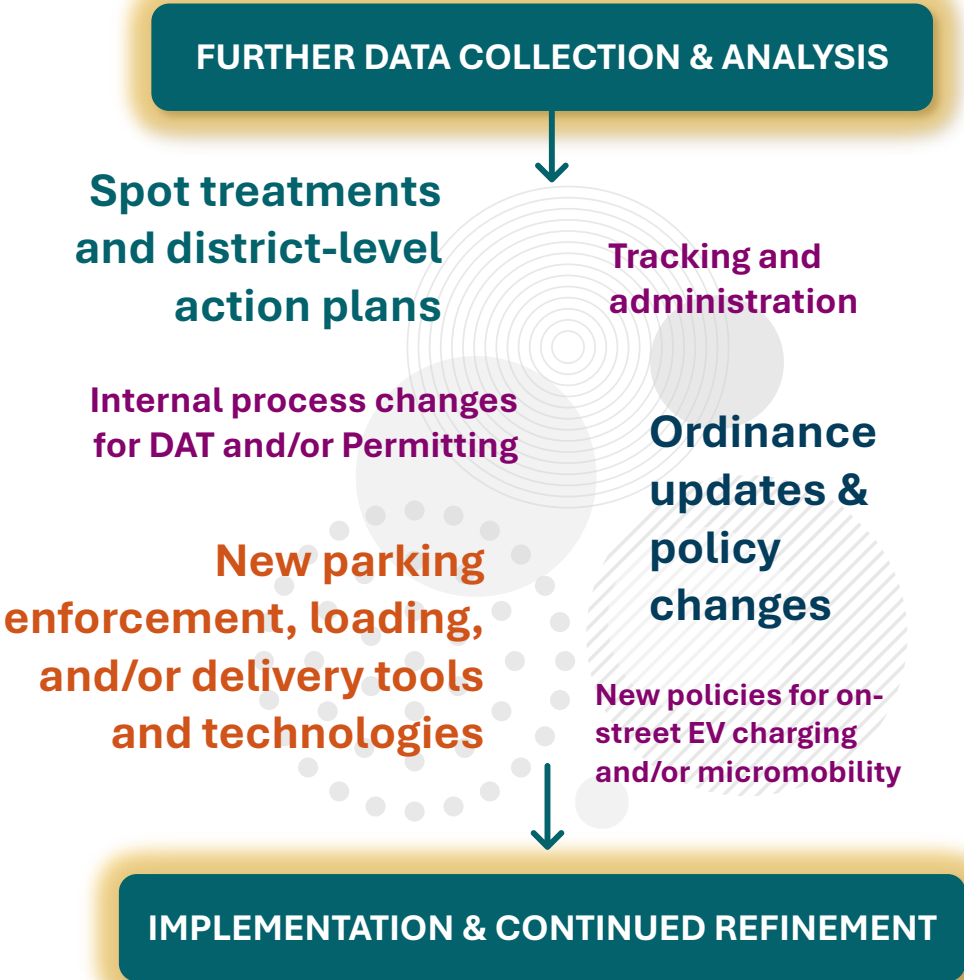 FURTHER DATA COLLECTION & ANALYSIS
Spot treatments
and district-level
action plans
Tracking and
administration
Internal process changes
for DAT and/or Permitting
Ordinance
updates &
policy
changes
New parking
enforcement, loading,
and/or delivery tools
and technologies
New policies for on-
street EV charging
and/or micromobility
IMPLEMENTATION & CONTINUED REFINEMENT